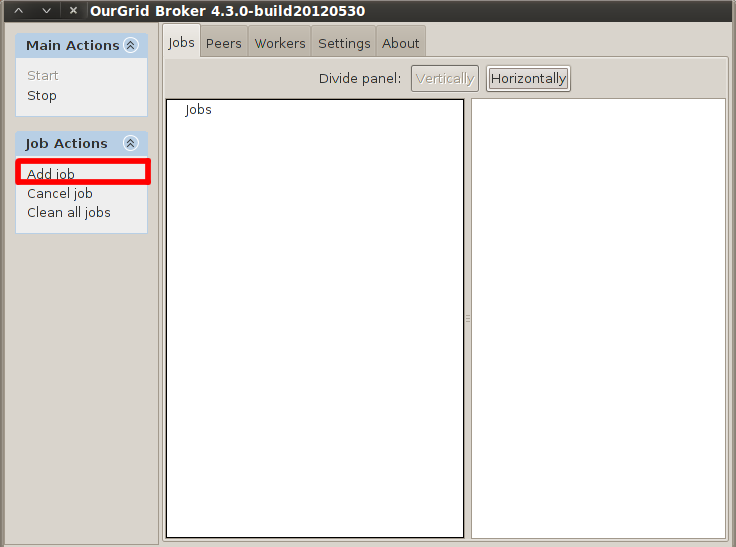 OurGrid Broker 4.3.0-build20120530
Main Actions
Start
Stop
Job Actions
Add job
Cancel job
Clean all jobs
Jobs Peers Workers Settings About
Divide panel: Vertically Horizontally
Jobs